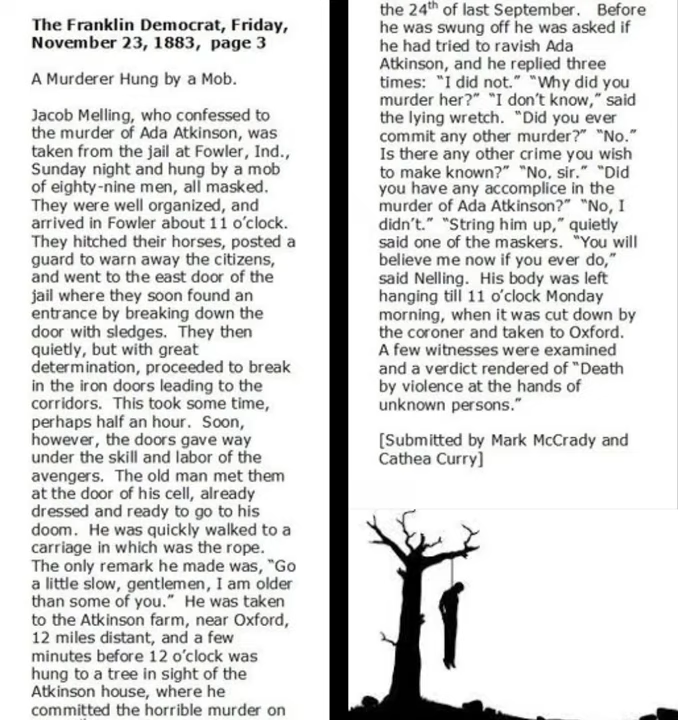 The Franklin Democrat, Friday,
November 23, 1883, page 3
A Murderer Hung by a Mob.
Jacob Melling, who confessed to
the murder of Ada Atkinson, was
taken from the jail at Fowler, Ind.,
Sunday night and hung by a mob
of eighty-nine men, all masked.
They were well organized, and
arrived in Fowler about 11 o'clock.
They hitched their horses, posted a
guard to warn away the citizens,
and went to the east door of the
jail where they soon found an
entrance by breaking down the
door with sledges. They then
quietly, but with great
determination, proceeded to break
in the iron doors leading to the
corridors. This took some time,
perhaps half an hour. Soon,
however, the doors gave way
under the skill and labor of the
avengers. The old man met them
at the door of his cell, already
dressed and ready to go to his
doom. He was quickly walked to a
carriage in which was the rope.
The only remark he made was, "Go
a little slow, gentlemen, I am older
than some of you." He was taken
to the Atkinson farm, near Oxford,
12 miles distant, and a few
minutes before 12 o'clock was
hung to a tree in sight of the
Atkinson house, where he
committed the horrible murder on
the 24th of last September. Before
he was swung off he was asked if
he had tried to ravish Ada
Atkinson, and he replied three
times: "I did not." "Why did you
murder her?" "I don't know," said
the lying wretch. "Did you ever
commit any other murder?" "No."
Is there any other crime you wish
to make known?" "No, sir." "Did
you have any accomplice in the
murder of Ada Atkinson?" "No, I
didn't." "String him up," quietly
said one of the maskers. "You will
believe me now if you ever do,"
said Nelling. His body was left
hanging till 11 o'clock Monday
morning, when it was cut down by
the coroner and taken to Oxford.
A few witnesses were examined
and a verdict rendered of "Death
by violence at the hands of
unknown persons."
[Submitted by Mark McCrady and
Cathea Curry]